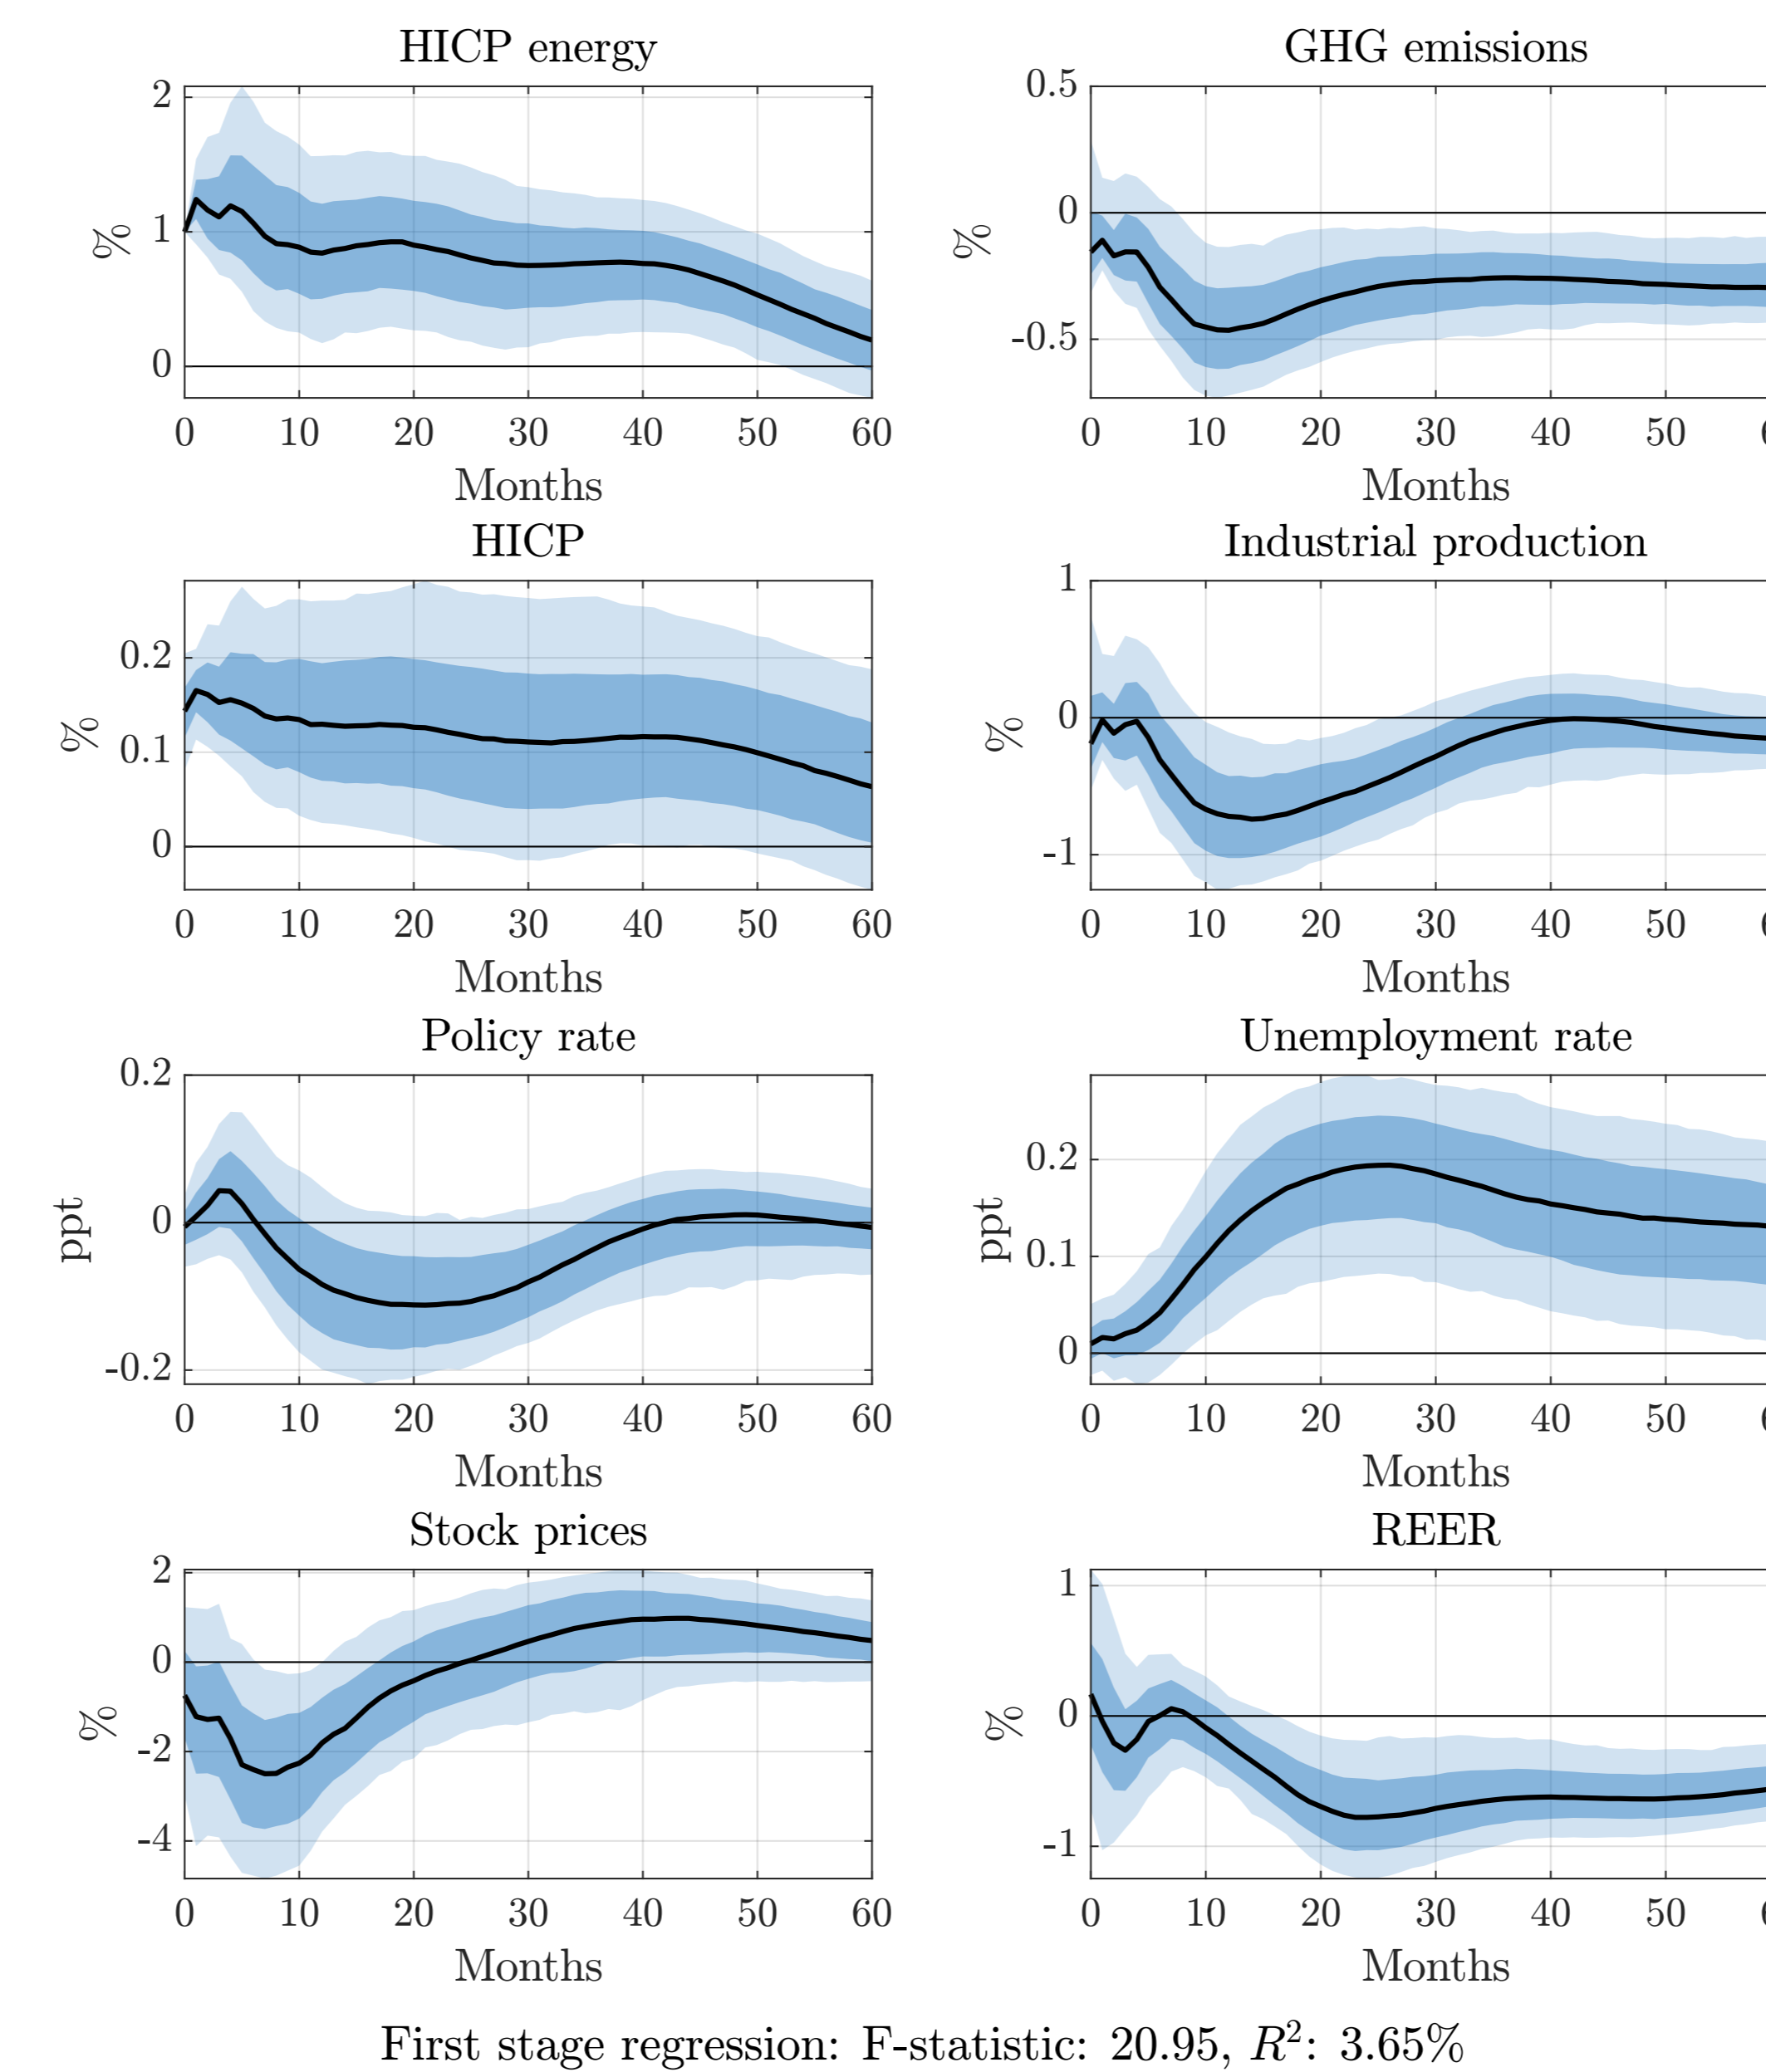 HICP energy
GHG emissions
2
1
0
%
0.5
0
-0.5
%
0 10 20 30 40 50 60
0 10 20 30 40 50
Months
Months
HICP
Industrial production
0.2
0.1
0
%
1
0
-1
%
0 10 20 30 40 50 60
0 10 20 30 40 50
Months
Months
Policy rate
Unemployment rate
0.2
0
-0.2
ppt
0.2
0.1
0
ppt
0 10 20 30 40 50 60
0 10 20 30 40 50
Months
Months
Stock prices
REER
2
0
-2
-4
%
1
0
-1
%
0 10 20 30 40 50 60
0 10 20 30 40 50
Months
Months
First stage regression: F-statistic: 20.95, R²: 3.65%